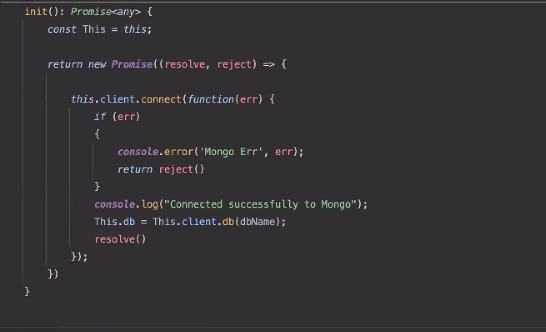 init(): Promise<any> {
const This = this;
return new Promise((resolve, reject) => {
this.client.connect(function(err) {
if (err)
{
console.error('Mongo Err', err);
return reject()
}
console.log("Connected successfully to Mongo");
This.db = This.client.db(dbName);
resolve()
});
})
}